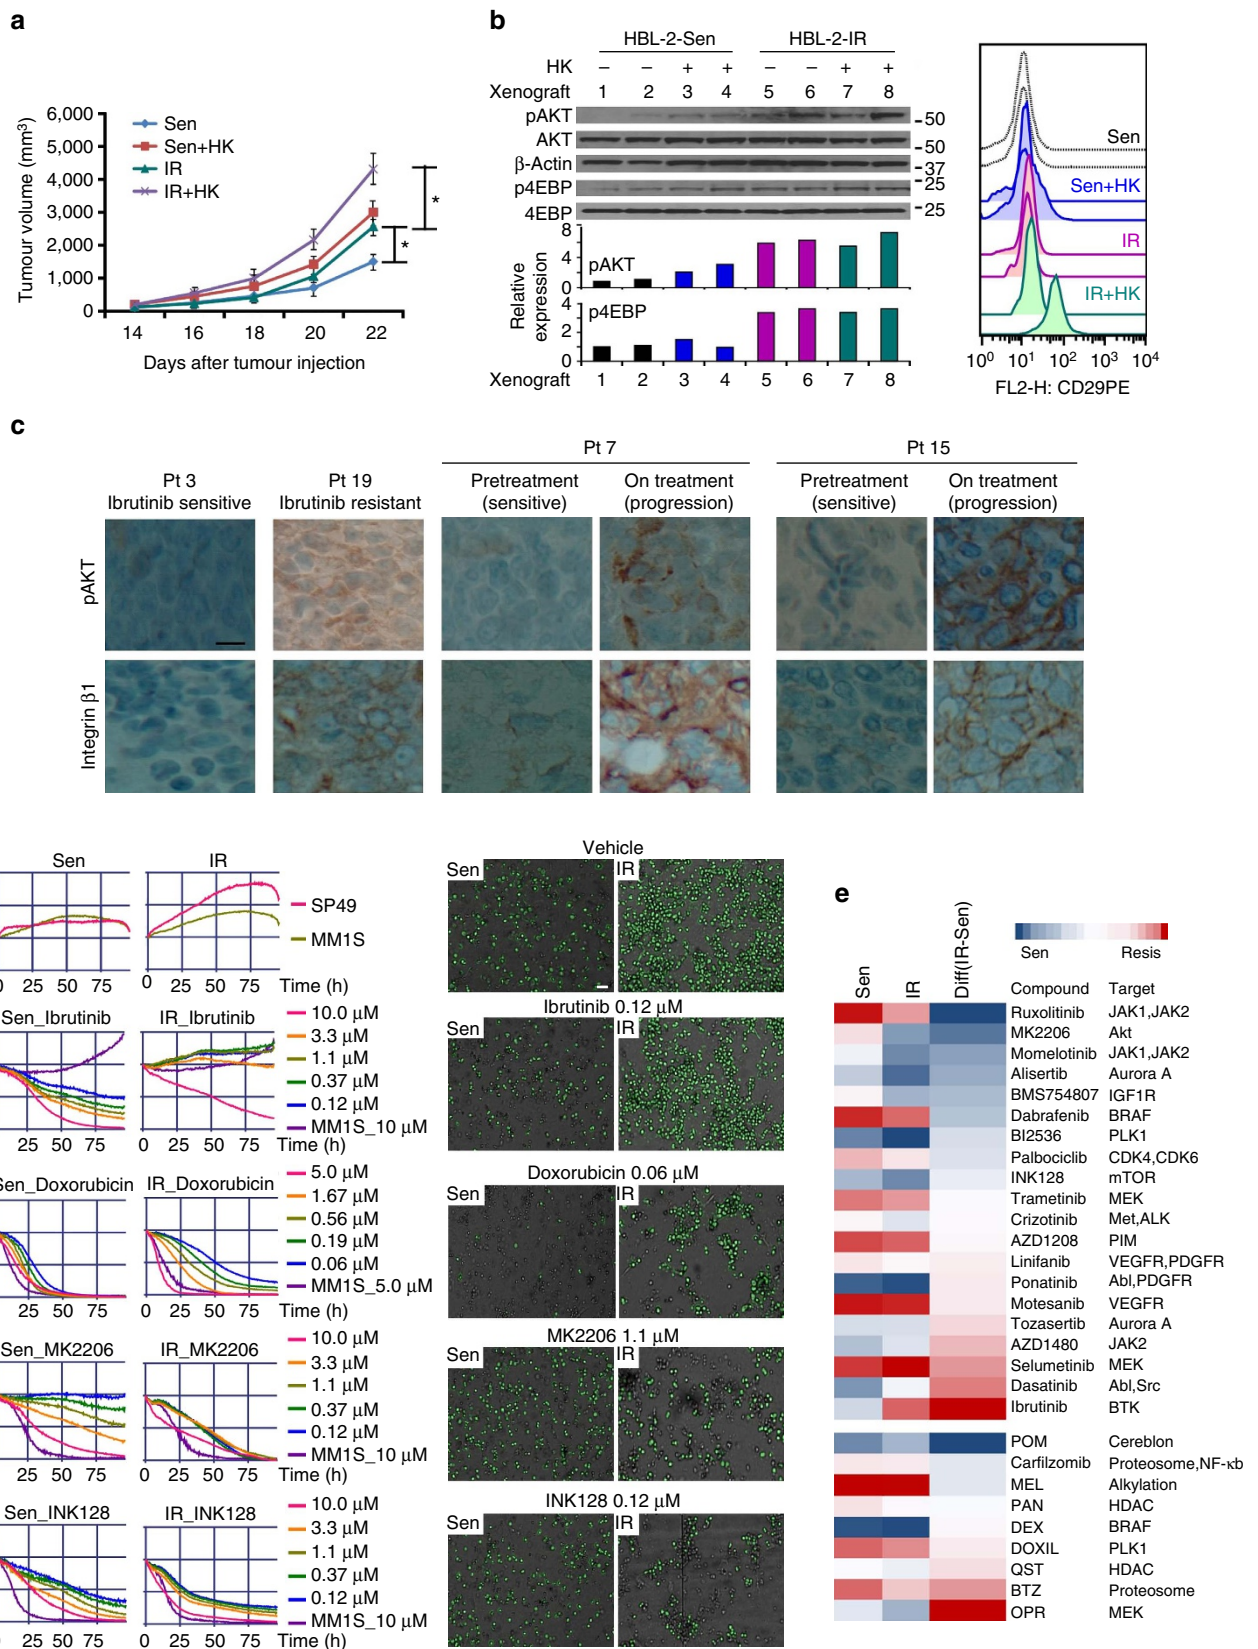 a
Tumour volume (mm3)
6,000
5,000
4,000
3,000
2,000
1,000
0
Sen
Sen+HK
IR
IR+HK
*
*
14 16 18 20 22
Days after tumour injection
b
HBL-2-Sen HBL-2-IR
HK – – + + – – + +
Xenograft 1 2 3 4 5 6 7 8
pAKT -50
AKT -50
β-Actin -37
p4EBP -25
4EBP -25
Relative expression
8
4
0
pAKT
4
2
0
p4EBP
Xenograft 1 2 3 4 5 6 7 8
Sen
Sen+HK
IR
IR+HK
100 101 102 103 104
FL2-H: CD29PE
c
Pt 3
Ibrutinib sensitive
Pt 19
Ibrutinib resistant
Pt 7
Pretreatment (sensitive)
On treatment (progression)
Pt 15
Pretreatment (sensitive)
On treatment (progression)
pAKT
Integrin β1
Sen IR
SP49
MM1S
0 25 50 75 0 25 50 75 Time (h)
Sen_Ibrutinib IR_Ibrutinib
10.0 µM
3.3 µM
1.1 µM
0.37 µM
0.12 µM
MM1S_10 µM
25 50 75 0 25 50 75
Time (h)
Sen_Doxorubicin IR_Doxorubicin
5.0 µM
1.67 µM
0.56 µM
0.19 µM
0.06 µM
MM1S_5.0 µM
25 50 75 0 25 50 75
Time (h)
Sen_MK2206 IR_MK2206
10.0 µM
3.3 µM
1.1 µM
0.37 µM
0.12 µM
MM1S_10 µM
25 50 75 0 25 50 75
Time (h)
Sen_INK128 IR_INK128
10.0 µM
3.3 µM
1.1 µM
0.37 µM
0.12 µM
MM1S_10 µM
25 50 75 0 25 50 75 Time (h)
Vehicle
Sen IR
Ibrutinib 0.12 µM
Sen IR
Doxorubicin 0.06 µM
Sen IR
MK2206 1.1 µM
Sen IR
INK128 0.12 µM
Sen IR
e
Sen IR Diff(IR-Sen)
Sen Resis
Compound Target
Ruxolitinib JAK1,JAK2
MK2206 Akt
Momelotinib JAK1,JAK2
Alisertib Aurora A
BMS754807 IGF1R
Dabrafenib BRAF
BI2536 PLK1
Palbociclib CDK4,CDK6
INK128 mTOR
Trametinib MEK
Crizotinib Met,ALK
AZD1208 PIM
Linifanib VEGFR,PDGFR
Ponatinib Abl,PDGFR
Motesanib VEGFR
Tozasertib Aurora A
AZD1480 JAK2
Selumetinib MEK
Dasatinib Abl,Src
Ibrutinib BTK
POM Cereblon
Carfilzomib Proteosome,NF-κb
MEL Alkylation
PAN HDAC
DEX BRAF
DOXIL PLK1
QST HDAC
BTZ Proteosome
OPR MEK